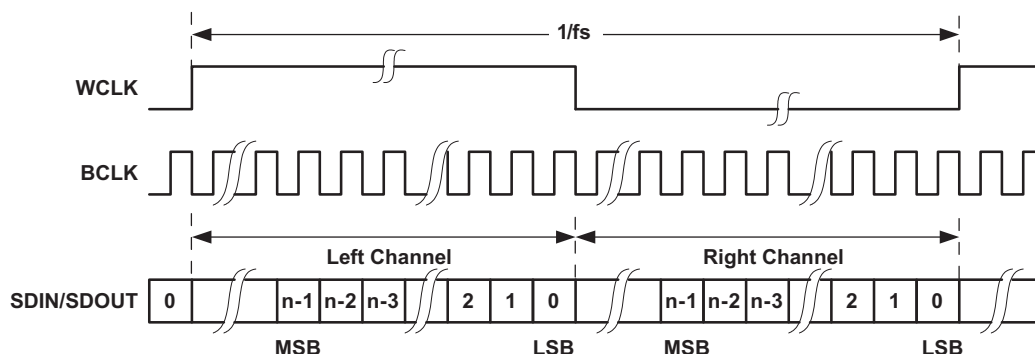 1/fs
WCLK
BCLK
Left Channel Right Channel
SDIN/SDOUT 0 n-1 n-2 n-3 2 1 0 n-1 n-2 n-3 2 1 0
MSB LSB MSB LSB